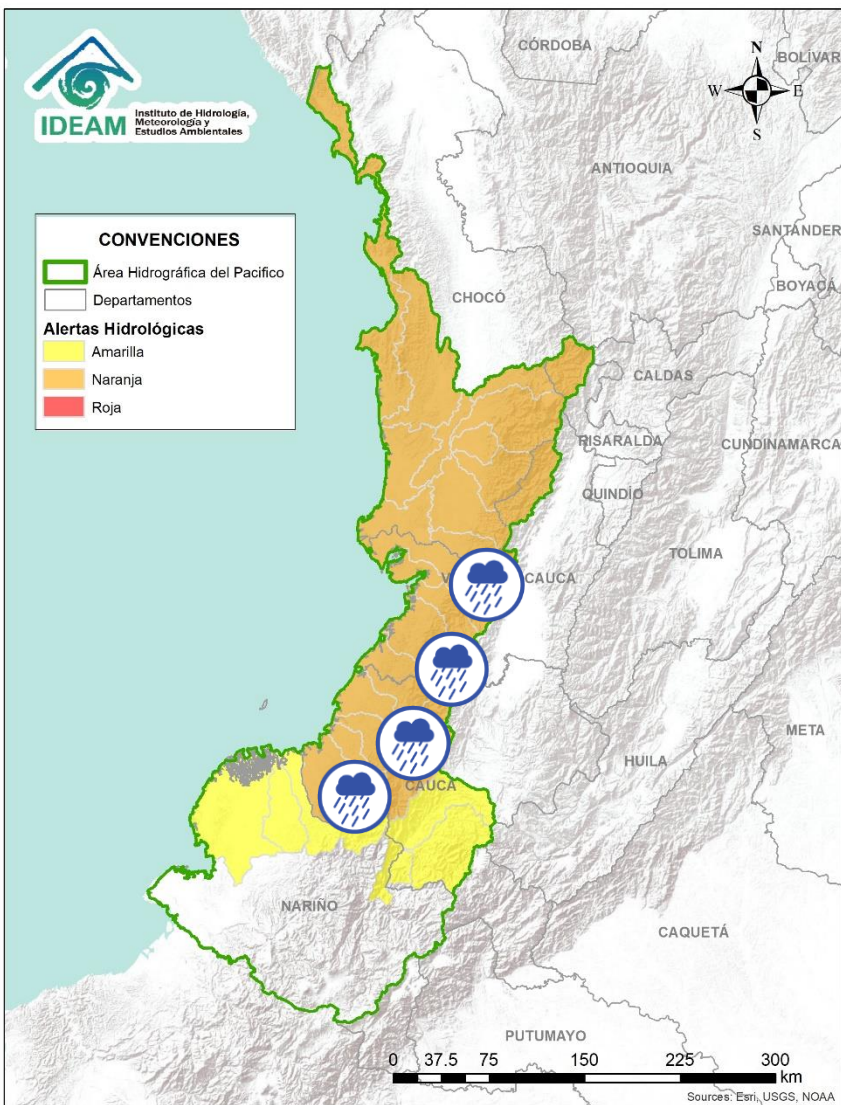 IDEAM
Instituto de Hidrología,
Meteorología y
Estudios Ambientales
CÓRDOBA
BOLÍVAR
N
W
E
S
ANTIOQUIA
SANTANDER
BOYACÁ
CONVENCIONES
Área Hidrográfica del Pacifico
Departamentos
Alertas Hidrológicas
Amarilla
Naranja
Roja
CHOCÓ
CALDAS
RISARALDA
CUNDINAMARCA
QUINDÍO
TOLIMA
V
CAUCA
META
HUILA
CAUCA
NARIÑO
CAQUETÁ
PUTUMAYO
0 37.5 75 150 225 300
km
Sources: Esri, USGS, NOAA